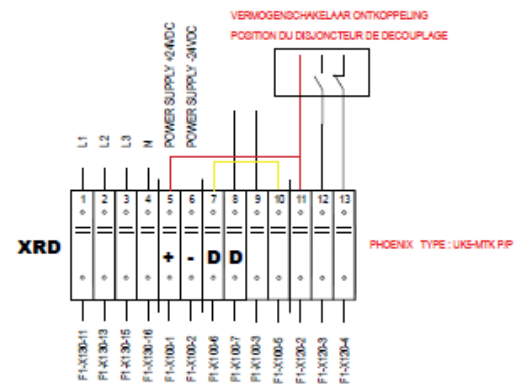 VERMOGENSCHAKELAAR ONTKOPPELING
POSITION DU DISJONCTEUR DE DECOUPLAGE
L1
L2
L3
N
POWER SUPPLY +24VDC
POWER SUPPLY -24VDC
1 2 3 4 5 6 7 8 9 10 11 12 13
XRD
+ - D D
PHOENIX TYPE : UK5-MTK P/P
F1-X130-11
F1-X130-13
F1-X130-15
F1-X130-16
F1-X100-1
F1-X100-2
F1-X100-6
F1-X100-7
F1-X100-3
F1-X100-5
F1-X120-2
F1-X120-3
F1-X120-4